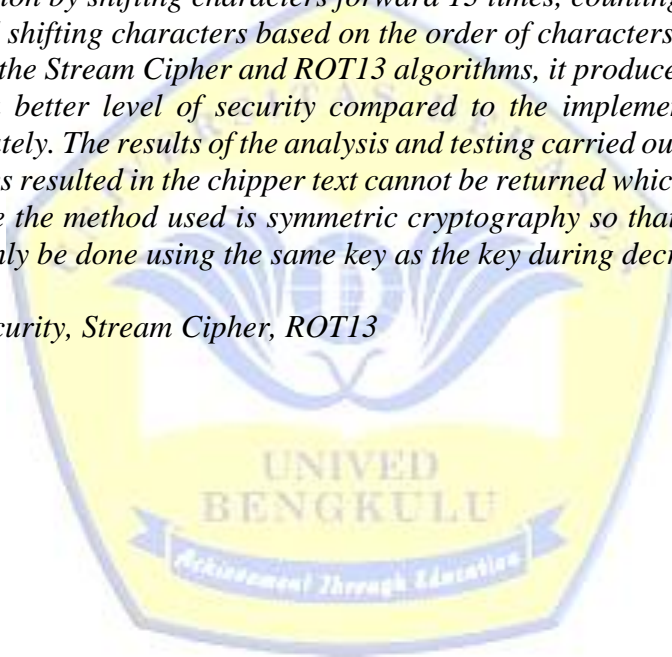 ion by shifting characters forward 13 times, counting
shifting characters based on the order of characters
the Stream Cipher and ROT13 algorithms, it produce
better level of security compared to the implemen
tely. The results of the analysis and testing carried ou
s resulted in the chipper text cannot be returned which
e the method used is symmetric cryptography so that
nly be done using the same key as the key during decr
curity, Stream Cipher, ROT13
UNIVED
BENGKULU
Achievement Through Education